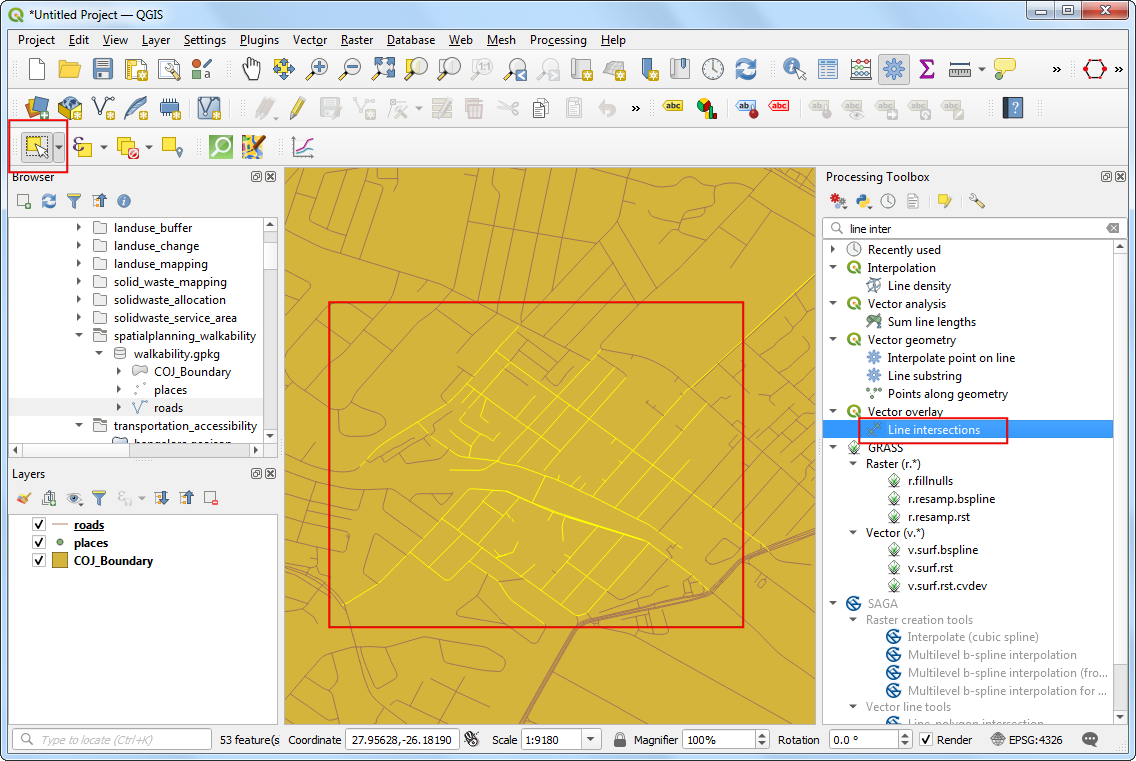 *Untitled Project — QGIS
Project Edit View Layer Settings Plugins Vector Raster Database Web Mesh Processing Help
Browser
landuse_buffer
landuse_change
landuse_mapping
solid_waste_mapping
solidwaste_allocation
solidwaste_service_area
spatialplanning_walkability
walkability.gpkg
COJ_Boundary
places
roads
transportation_accessibility
Layers
roads
places
COJ_Boundary
Processing Toolbox
line inter
Recently used
Interpolation
Line density
Vector analysis
Sum line lengths
Vector geometry
Interpolate point on line
Line substring
Points along geometry
Vector overlay
Line intersections
GRASS
Raster (r.*)
r.fillnulls
r.resamp.bspline
r.resamp.rst
Vector (v.*)
v.surf.bspline
v.surf.rst
v.surf.rst.cvdev
SAGA
Raster creation tools
Interpolate (cubic spline)
Multilevel b-spline interpolation
Multilevel b-spline interpolation (fro...
Multilevel b-spline interpolation for ...
Vector line tools
Line-polygon intersection
Type to locate (Ctrl+K) 53 feature(s Coordinate 27.95628,-26.18190 Scale 1:9180 Magnifier 100% Rotation 0.0 ° Render EPSG:4326